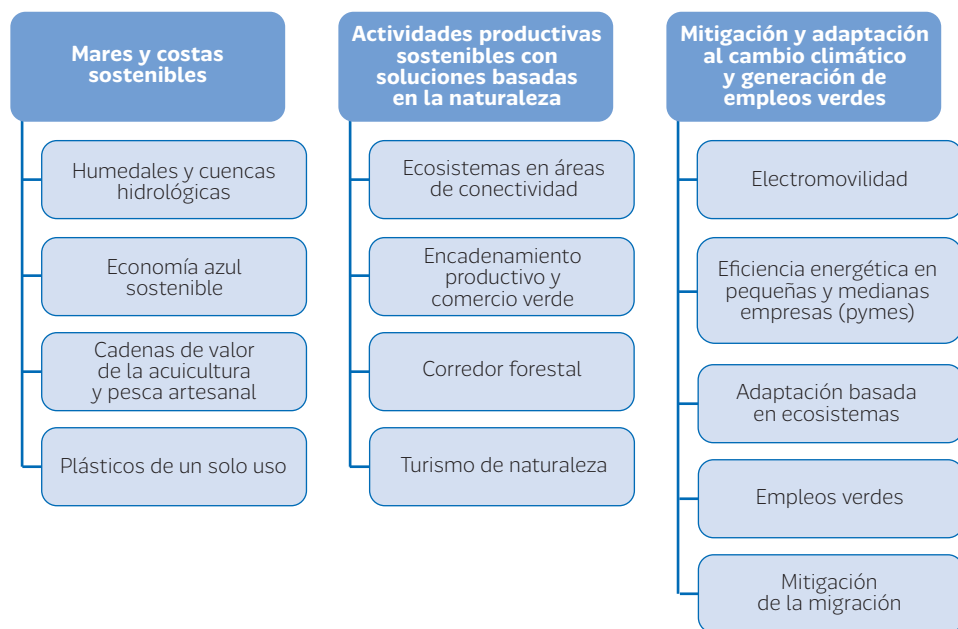 Mares y costas
sostenibles
Humedales y cuencas
hidrológicas
Economía azul
sostenible
Cadenas de valor
de la acuicultura
y pesca artesanal
Plásticos de un solo uso
Actividades productivas
sostenibles con
soluciones basadas
en la naturaleza
Ecosistemas en áreas
de conectividad
Encadenamiento
productivo y
comercio verde
Corredor forestal
Turismo de naturaleza
Mitigación y adaptación
al cambio climático
y generación de
empleos verdes
Electromovilidad
Eficiencia energética en
pequeñas y medianas
empresas (pymes)
Adaptación basada
en ecosistemas
Empleos verdes
Mitigación
de la migración